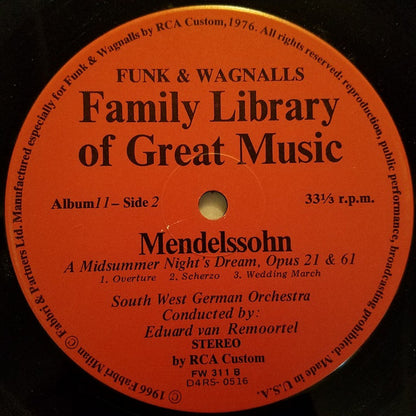 © 1966 Fabbri Milan © Fabbri & Partners Ltd. Manufactured especially for Funk & Wagnalls by RCA Custom, 1976. All rights reserved; reproduction, public performance, broadcasting prohibited. Made in U.S.A.
FUNK & WAGNALLS
Family Library
of Great Music
Album 11 – Side 2 33⅓ r.p.m.
Mendelssohn
A Midsummer Night's Dream, Opus 21 & 61
1. Overture 2. Scherzo 3. Wedding March
South West German Orchestra
Conducted by:
Eduard van Remoortel
STEREO
by RCA Custom
FW 311 B
D4RS-0516